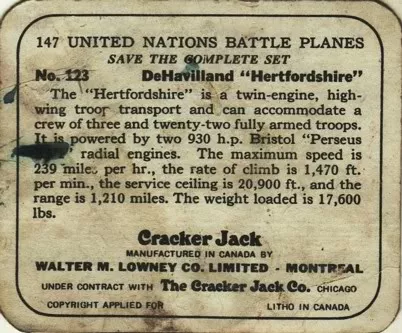 147 UNITED NATIONS BATTLE PLANES
SAVE THE COMPLETE SET
No. 123 DeHavilland "Hertfordshire"
The "Hertfordshire" is a twin-engine, high-
wing troop transport and can accommodate a
crew of three and twenty-two fully armed troops.
It is powered by two 930 h.p. Bristol "Perseus
radial engines. The maximum speed is
239 miles per hr., the rate of climb is 1,470 ft.
per min., the service ceiling is 20,900 ft., and the
range is 1,210 miles. The weight loaded is 17,600
lbs.
Cracker Jack
MANUFACTURED IN CANADA BY
WALTER M. LOWNEY CO. LIMITED - MONTREAL
UNDER CONTRACT WITH The Cracker Jack Co. CHICAGO
COPYRIGHT APPLIED FOR LITHO IN CANADA